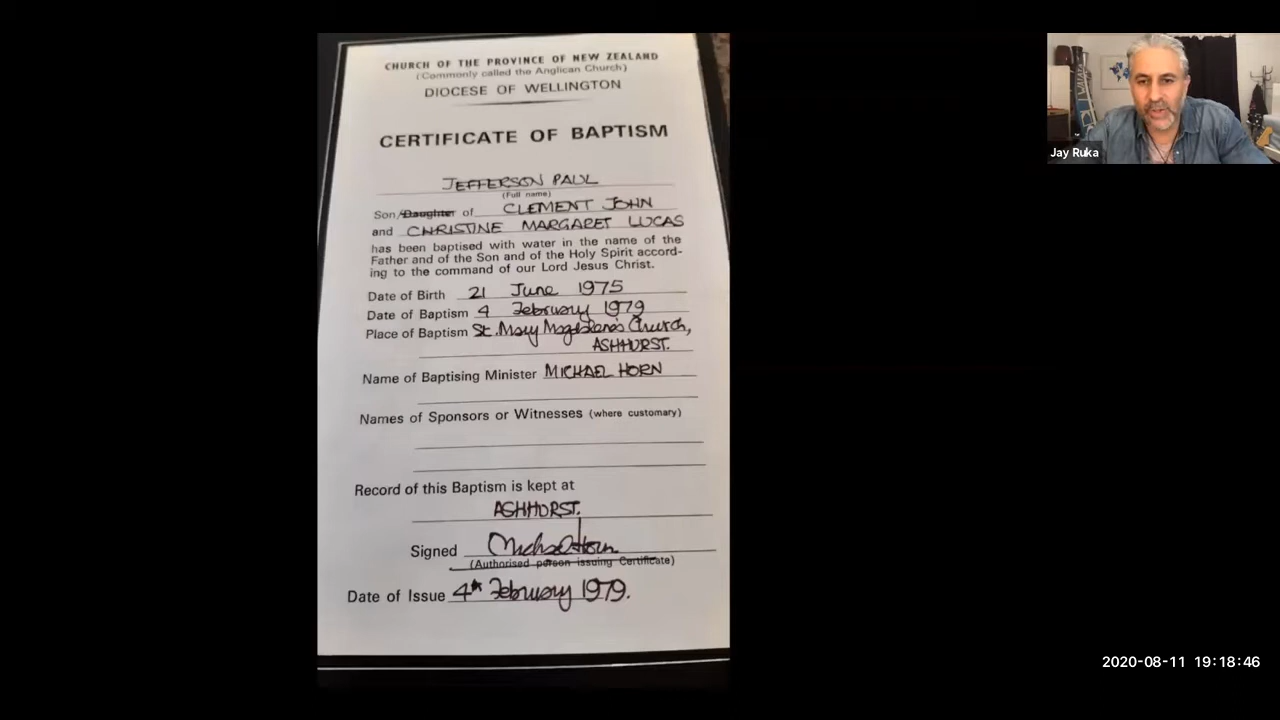 CHURCH OF THE PROVINCE OF NEW ZEALAND
(Commonly called the Anglican Church)
DIOCESE OF WELLINGTON
CERTIFICATE OF BAPTISM
JEFFERSON PAUL
(Full name)
Son/Daughter of CLEMENT JOHN
and CHRISTINE MARGARET LUCAS
has been baptised with water in the name of the
Father and of the Son and of the Holy Spirit accord-
ing to the command of our Lord Jesus Christ.
Date of Birth 21 June 1975
Date of Baptism 4 February 1979
Place of Baptism St. Mary Magdalene's Church,
ASHHURST.
Name of Baptising Minister MICHAEL HORN
Names of Sponsors or Witnesses (where customary)
Record of this Baptism is kept at
ASHHURST.
Signed Michael Horn
(Authorised person issuing Certificate)
Date of Issue 4th February 1979.
Jay Ruka
2020-08-11 19:18:46